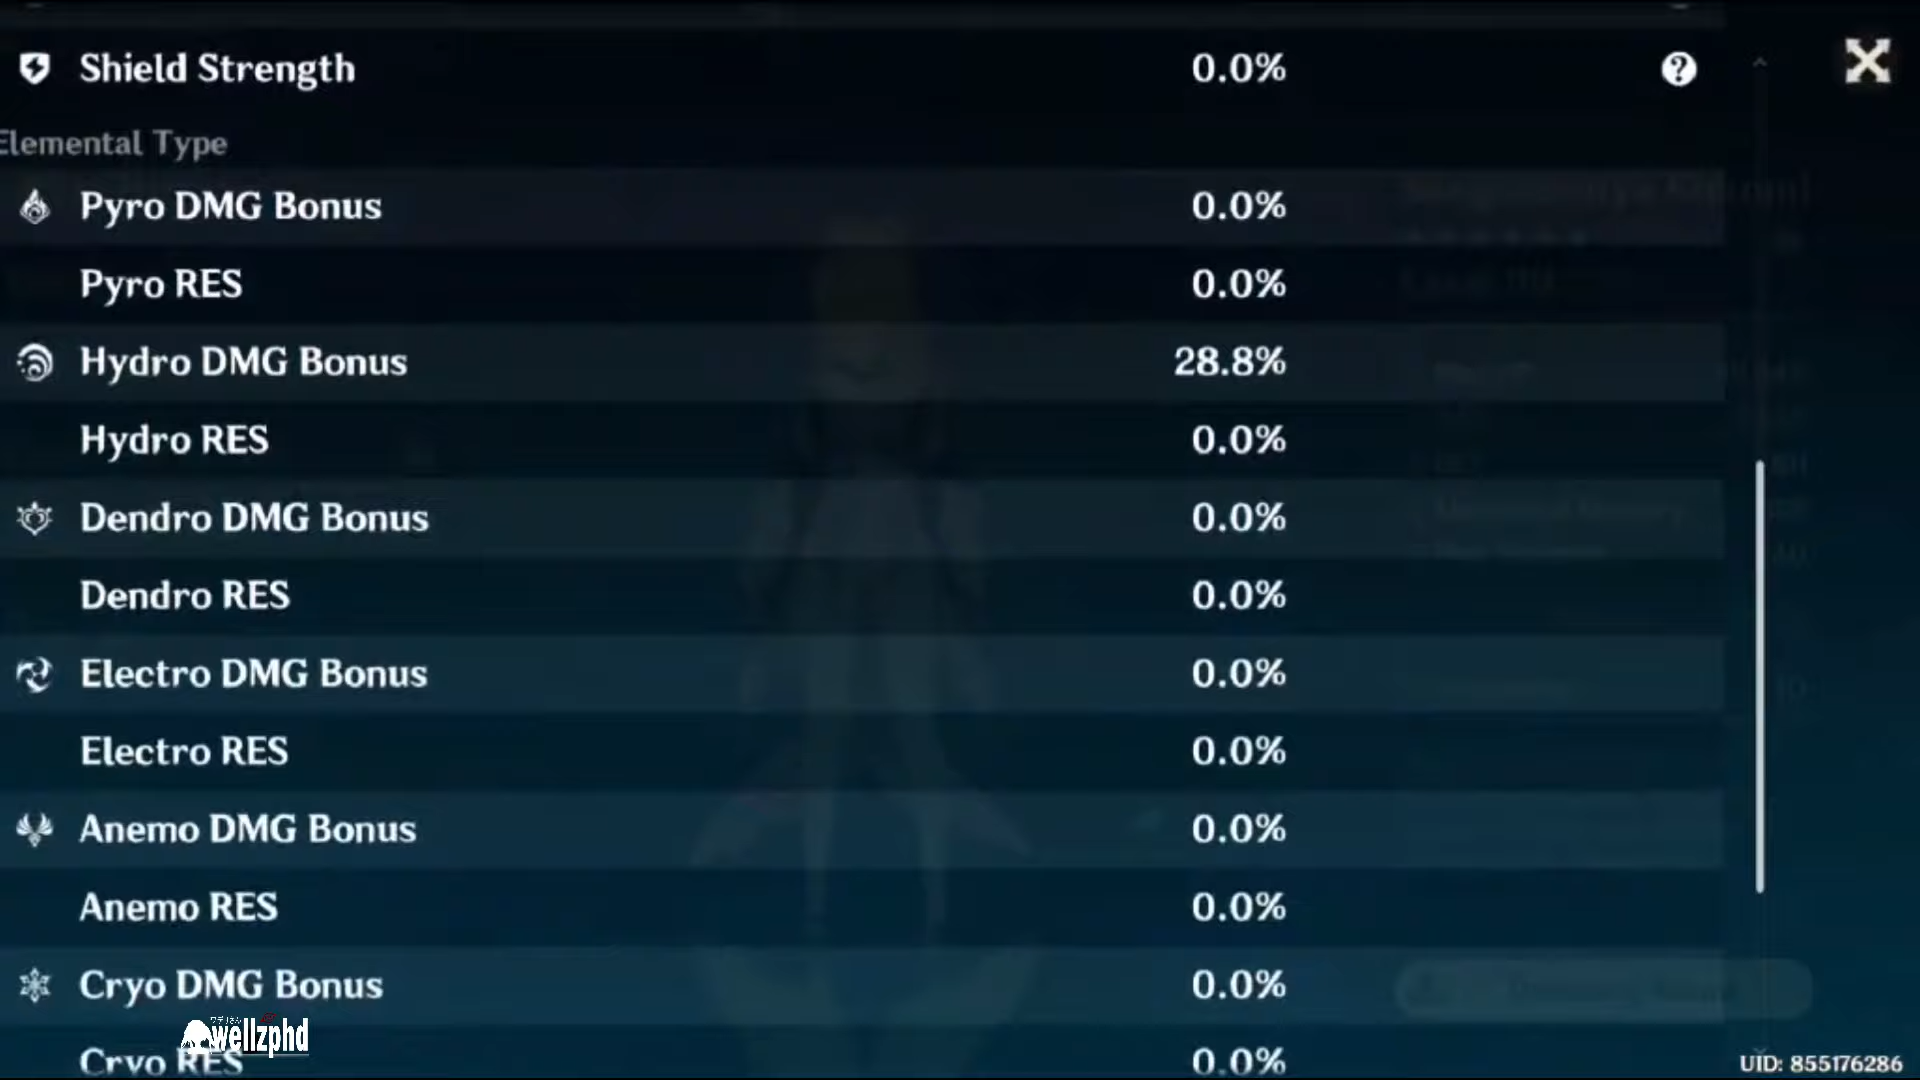 Shield Strength 0.0%
Elemental Type
Pyro DMG Bonus 0.0%
Pyro RES 0.0%
Hydro DMG Bonus 28.8%
Hydro RES 0.0%
Dendro DMG Bonus 0.0%
Dendro RES 0.0%
Electro DMG Bonus 0.0%
Electro RES 0.0%
Anemo DMG Bonus 0.0%
Anemo RES 0.0%
Cryo DMG Bonus 0.0%
wellzphd
Cryo RES 0.0%
UID: 855176286